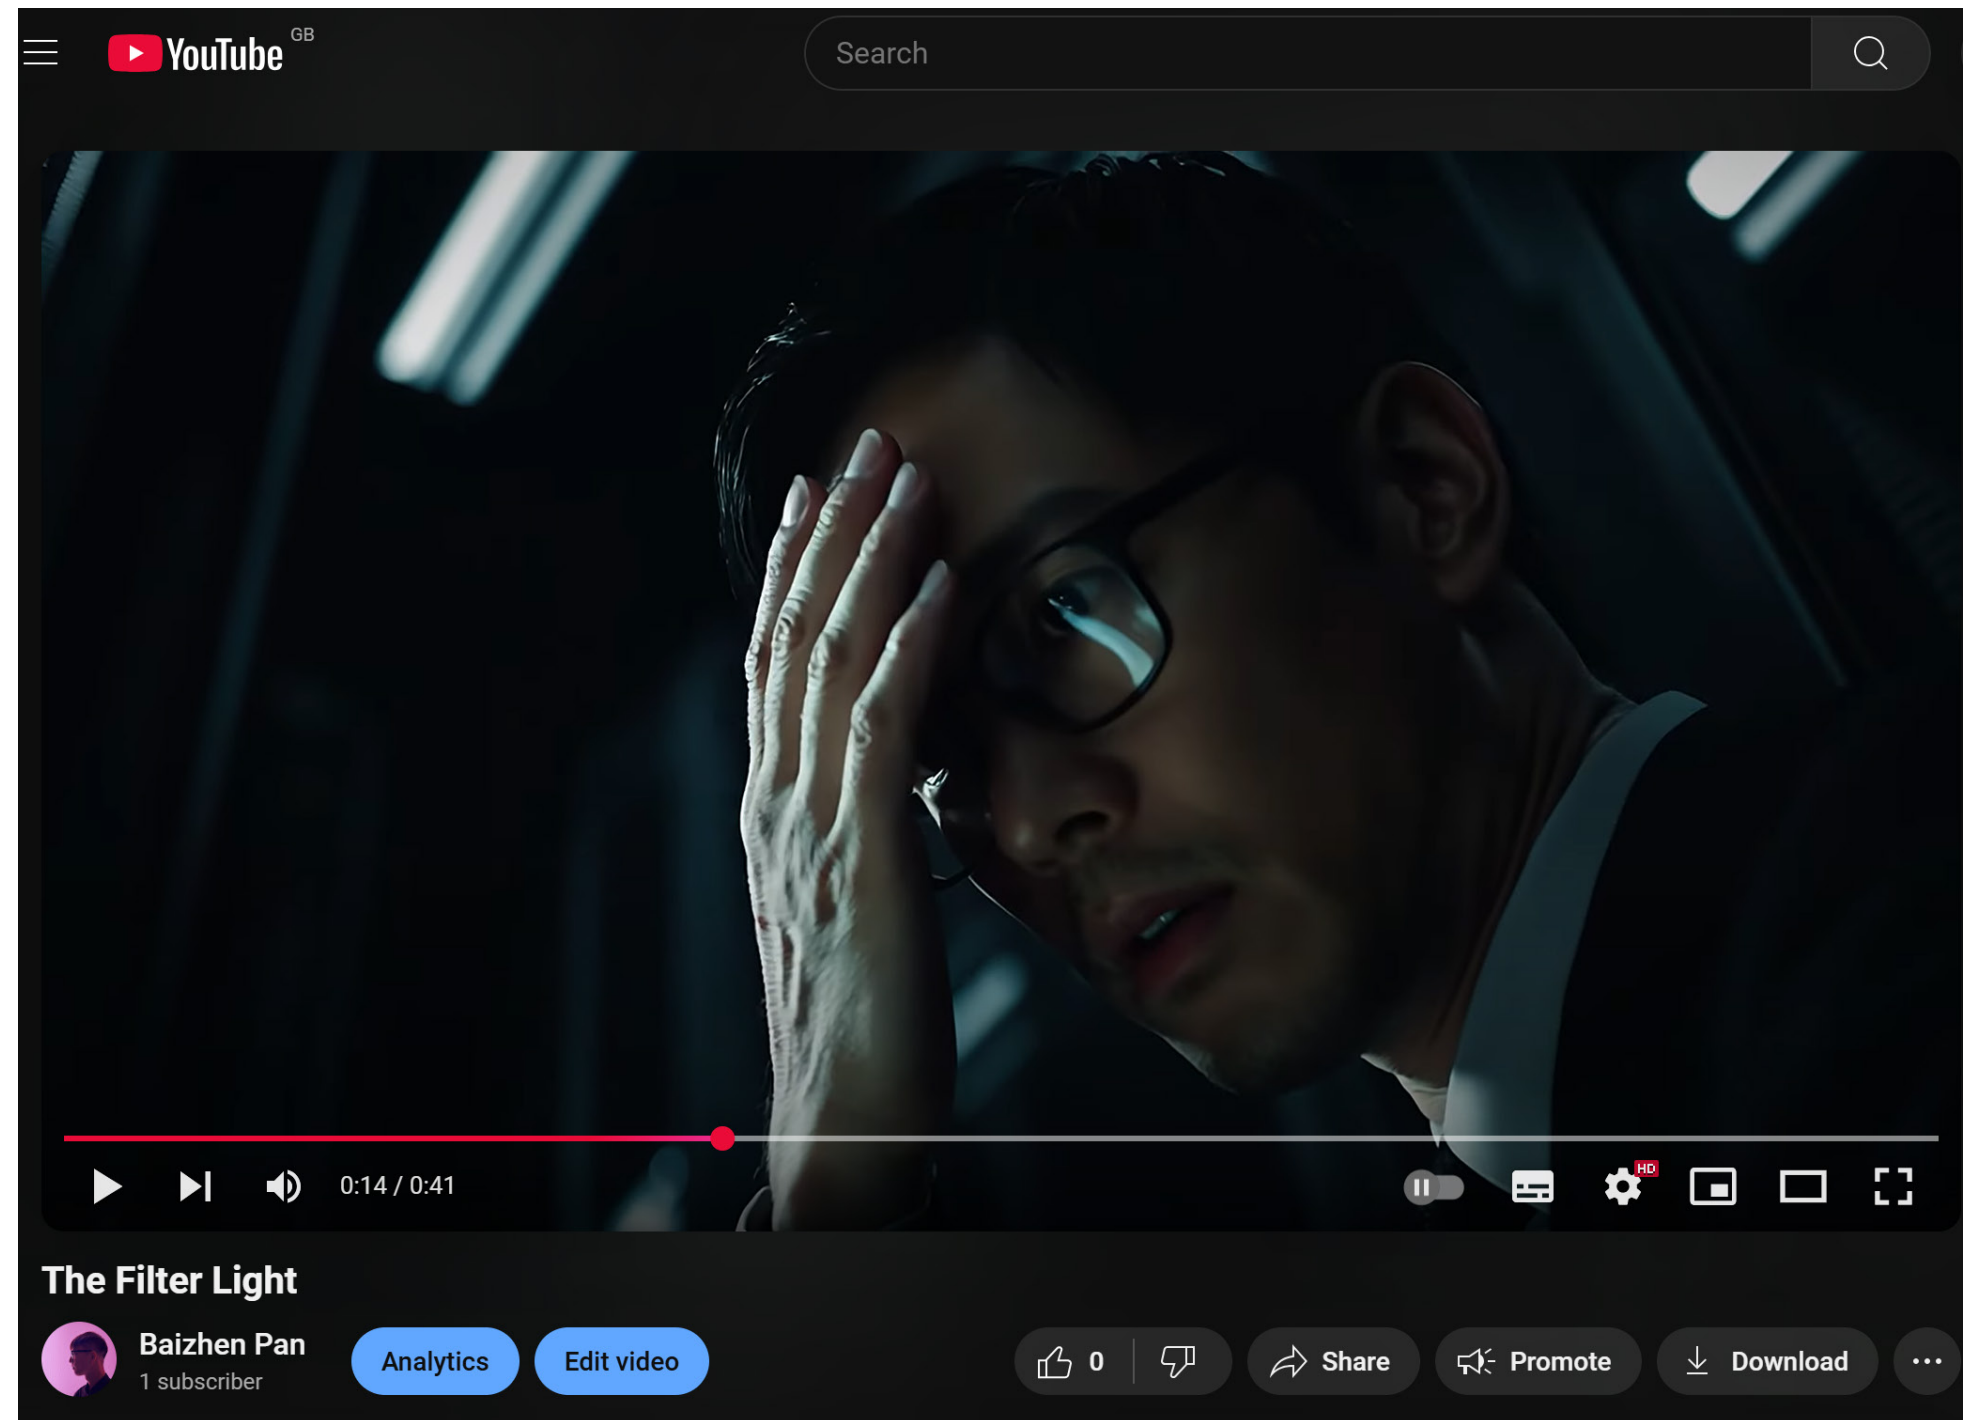 YouTube GB
Search
0:14 / 0:41
HD
The Filter Light
Baizhen Pan
1 subscriber
Analytics
Edit video
0
Share
Promote
Download